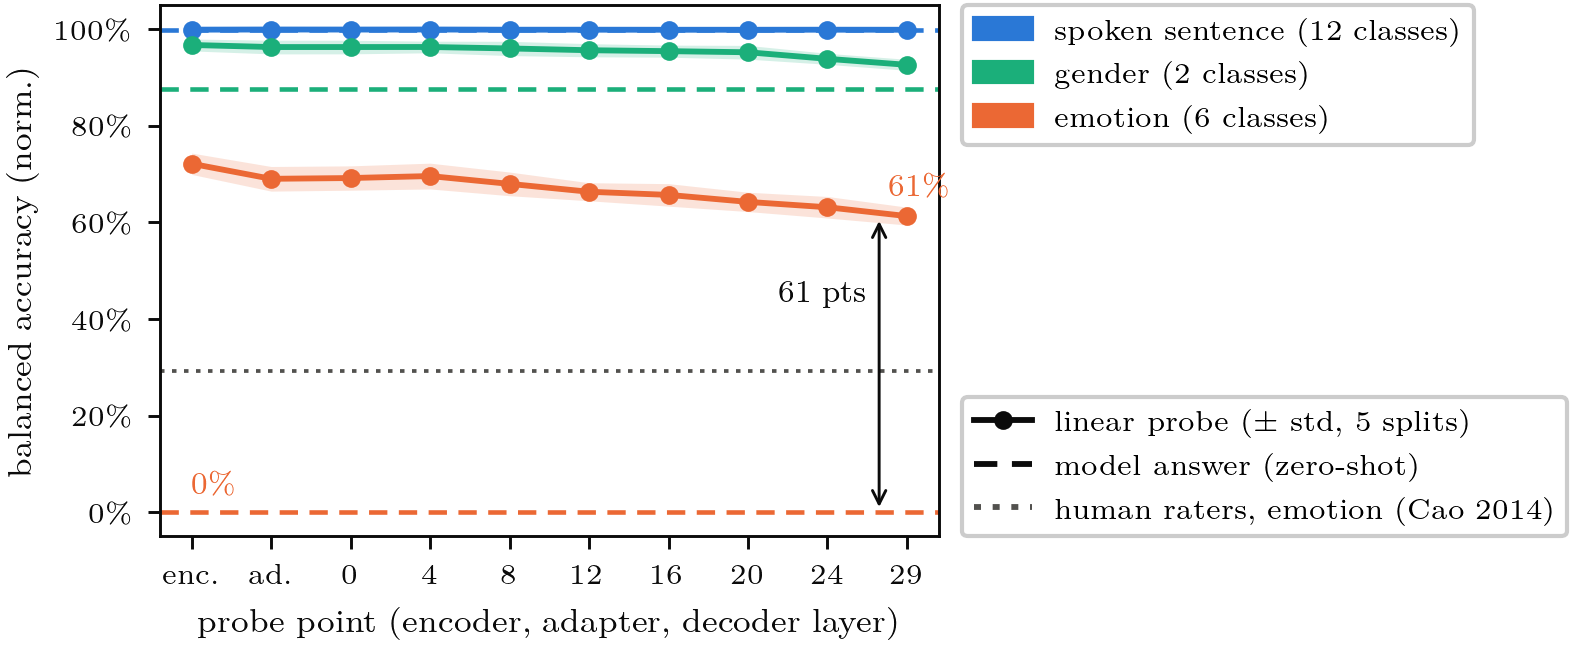 100%
80%
60%
40%
20%
0%
balanced accuracy (norm.)
61%
61 pts
0%
enc. ad. 0 4 8 12 16 20 24 29
probe point (encoder, adapter, decoder layer)
spoken sentence (12 classes)
gender (2 classes)
emotion (6 classes)
linear probe (± std, 5 splits)
model answer (zero-shot)
human raters, emotion (Cao 2014)